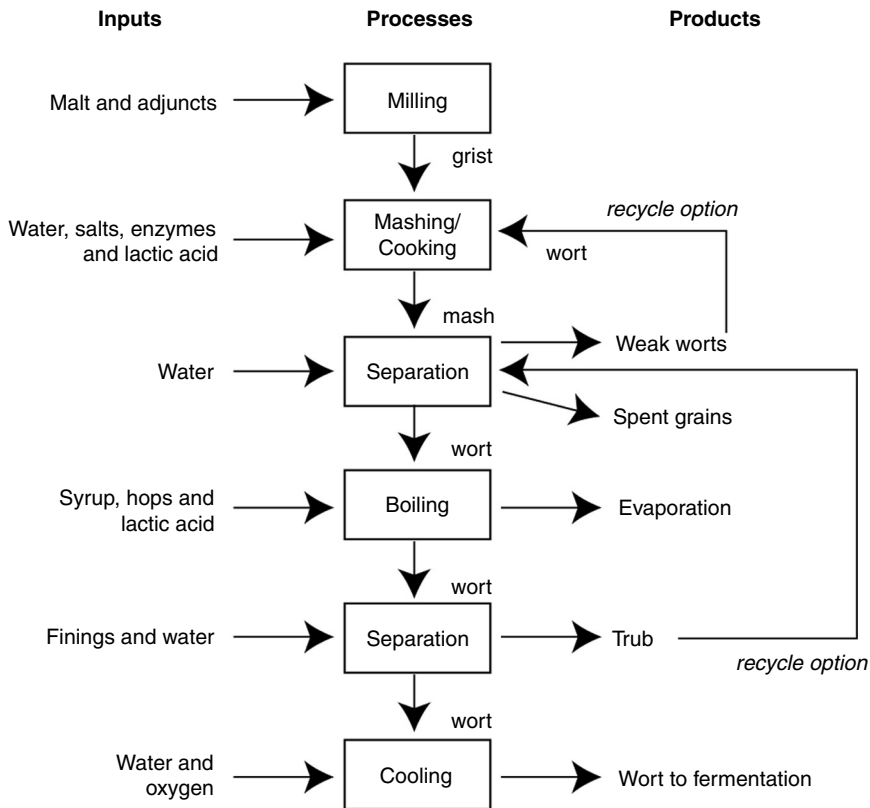 Inputs
Processes
Products
Malt and adjuncts
Milling
grist
Water, salts, enzymes
and lactic acid
Mashing/
Cooking
recycle option
wort
mash
Weak worts
Water
Separation
Spent grains
wort
Syrup, hops and
lactic acid
Boiling
Evaporation
wort
Finings and water
Separation
Trub
recycle option
wort
Water and
oxygen
Cooling
Wort to fermentation